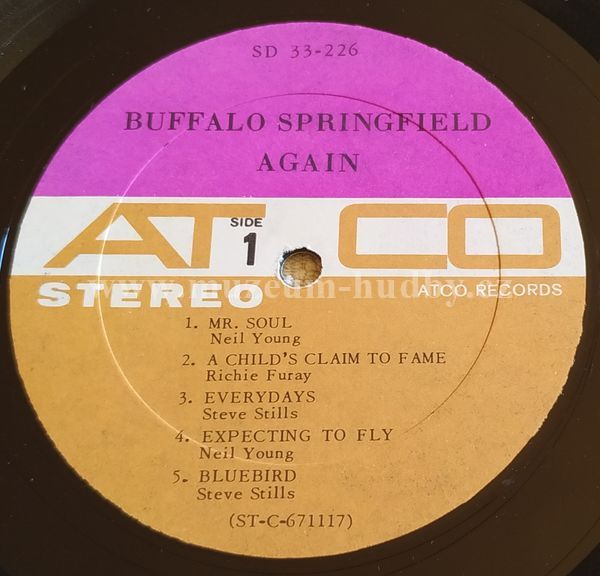 SD 33-226
BUFFALO SPRINGFIELD
AGAIN
ATCO
SIDE
1
STEREO
ATCO RECORDS
1. MR. SOUL
Neil Young
2. A CHILD'S CLAIM TO FAME
Richie Furay
3. EVERYDAYS
Steve Stills
4. EXPECTING TO FLY
Neil Young
5. BLUEBIRD
Steve Stills
(ST-C-671117)